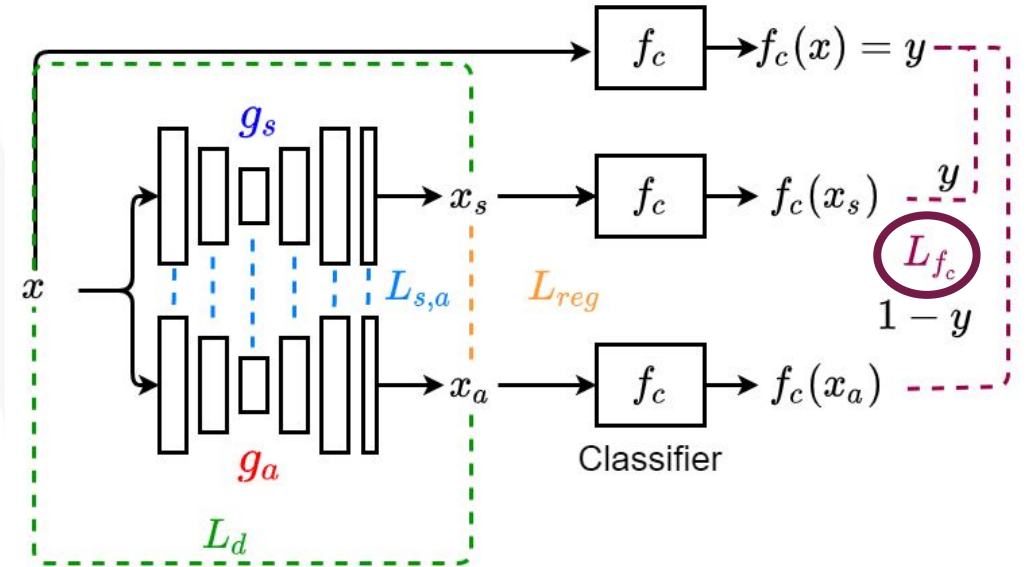 f_c
f_c(x) = y
g_s
x_s
f_c
f_c(x_s)
y
x
L_{s,a}
L_{reg}
L_{f_c}
1 − y
x_a
f_c
f_c(x_a)
g_a
Classifier
L_d